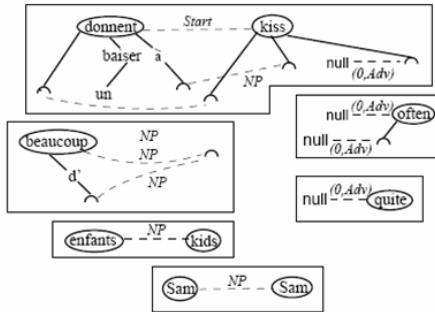 donnent Start kiss
baiser à
un
NP
null (0,Adv)
null (0,Adv) often
null (0,Adv)
beaucoup NP
NP
NP
d'
null (0,Adv) quite
enfants NP kids
Sam NP Sam